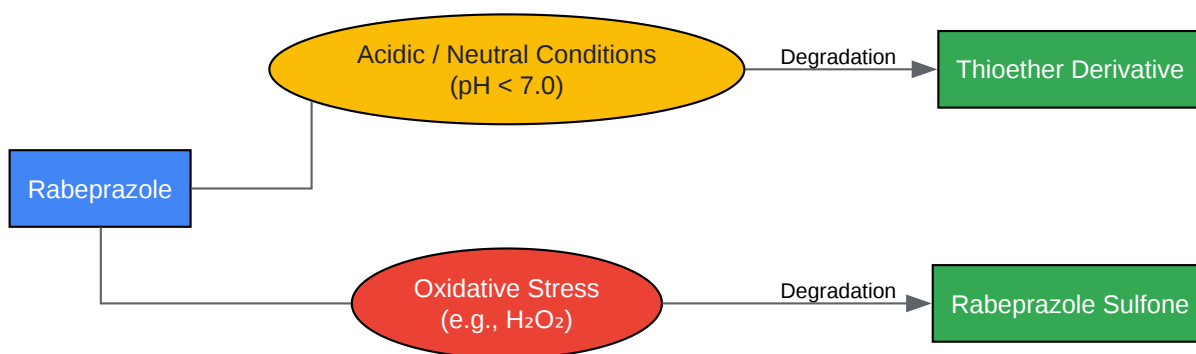 Acidic / Neutral Conditions
(pH < 7.0)
Degradation
Thioether Derivative
Rabeprazole
Oxidative Stress
(e.g., H₂O₂)
Degradation
Rabeprazole Sulfone